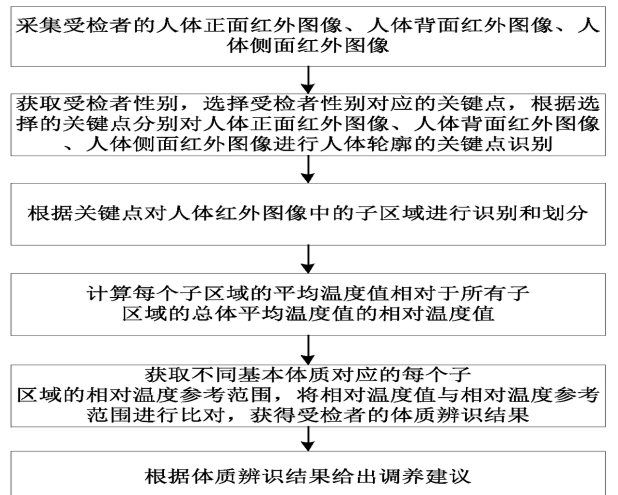 采集受检者的人体正面红外图像、人体背面红外图像、人
体侧面红外图像
获取受检者性别，选择受检者性别对应的关键点，根据选
择的关键点分别对人体正面红外图像、人体背面红外图像
、人体侧面红外图像进行人体轮廓的关键点识别
根据关键点对人体红外图像中的子区域进行识别和划分
计算每个子区域的平均温度值相对于所有子
区域的总体平均温度值的相对温度值
获取不同基本体质对应的每个子
区域的相对温度参考范围，将相对温度值与相对温度参考
范围进行比对，获得受检者的体质辨识结果
根据体质辨识结果给出调养建议